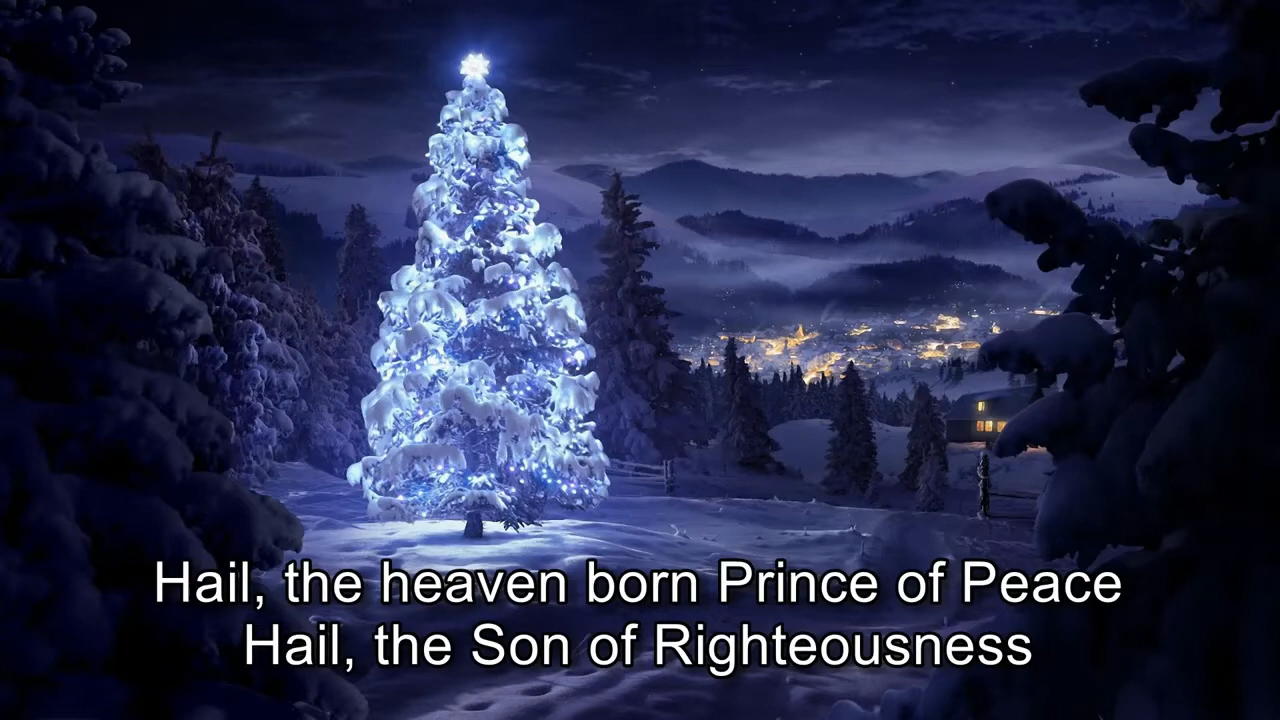 Hail, the heaven born Prince of Peace
Hail, the Son of Righteousness